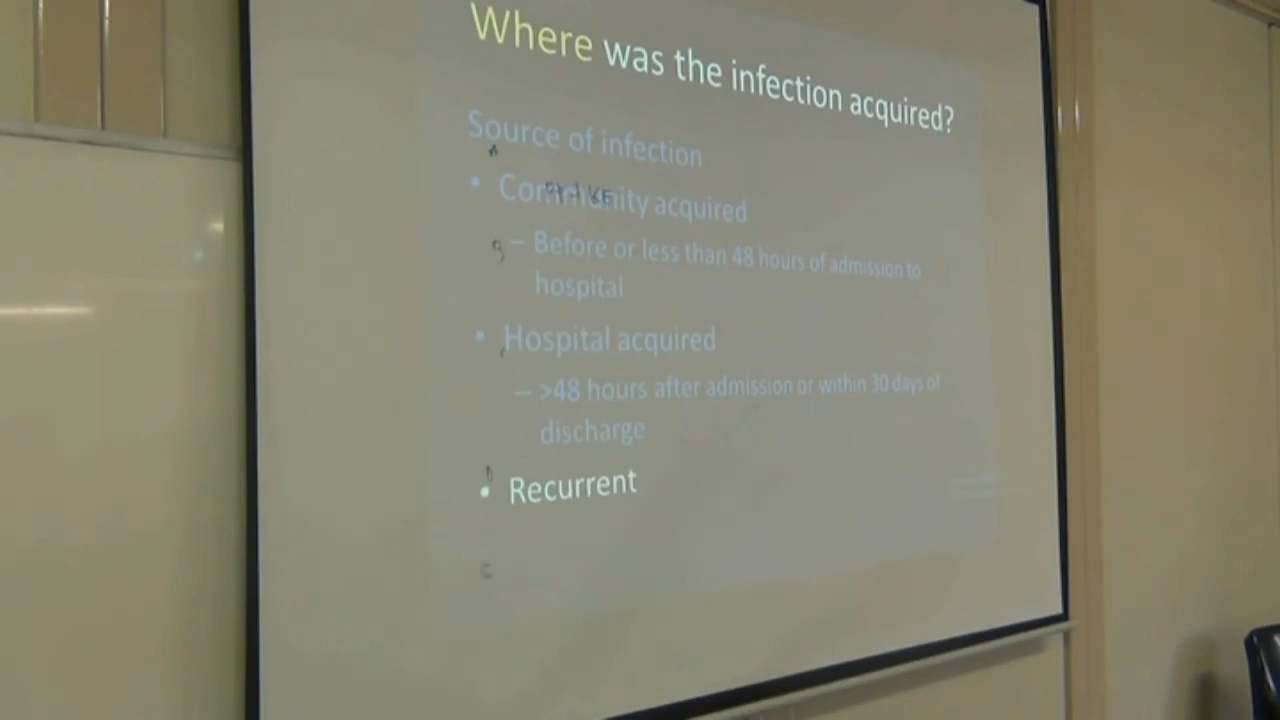 Where was the infection acquired?
Source of infection
• Community acquired
– Before or less than 48 hours of admission to
hospital
• Hospital acquired
– >48 hours after admission or within 30 days of
discharge
• Recurrent